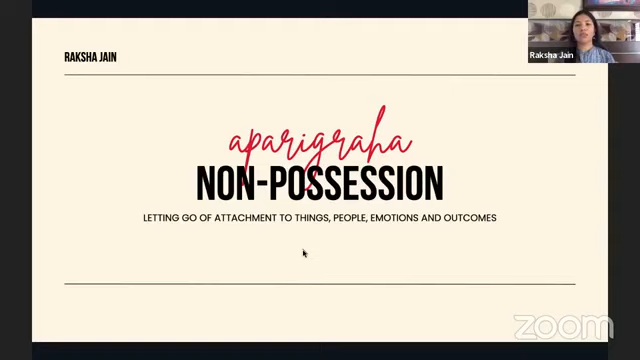 RAKSHA JAIN
Raksha Jain
aparigraha
NON-POSSESSION
LETTING GO OF ATTACHMENT TO THINGS, PEOPLE, EMOTIONS AND OUTCOMES
zoom